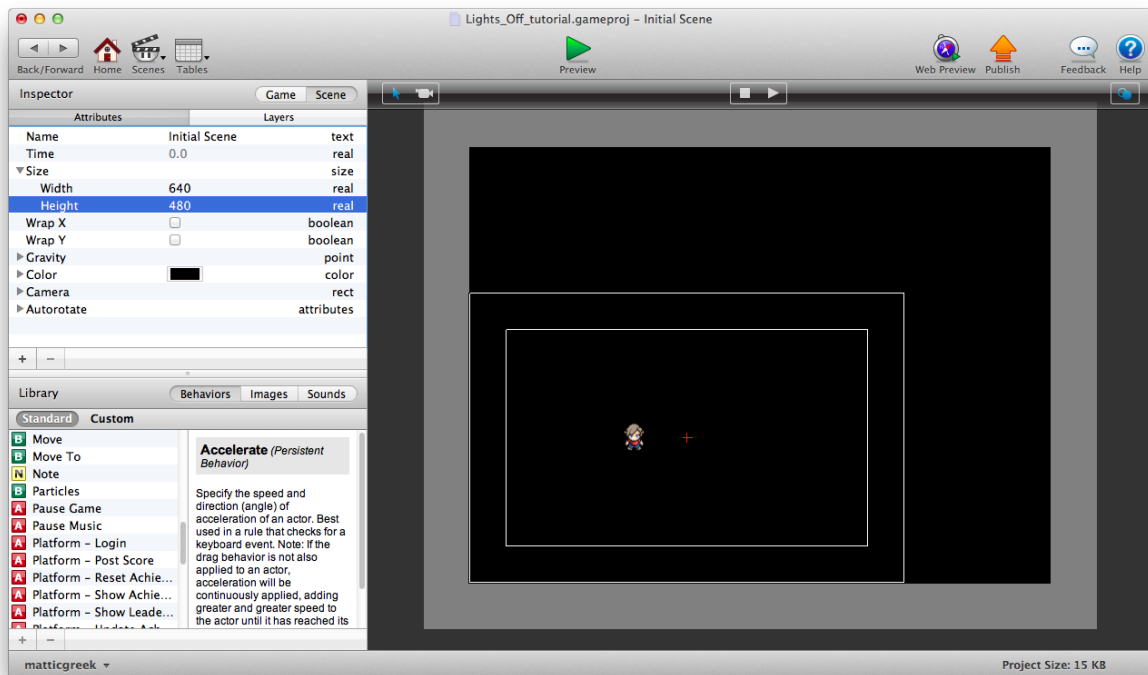 Lights_Off_tutorial.gameproj – Initial Scene
Back/Forward Home Scenes Tables Preview Web Preview Publish Feedback Help
Inspector Game Scene
Attributes Layers
Name Initial Scene text
Time 0.0 real
Size size
Width 640 real
Height 480 real
Wrap X boolean
Wrap Y boolean
Gravity point
Color color
Camera rect
Autorotate attributes
Library Behaviors Images Sounds
Standard Custom
B Move
B Move To
N Note
B Particles
A Pause Game
A Pause Music
A Platform – Login
A Platform – Post Score
A Platform – Reset Achie...
A Platform – Show Achie...
A Platform – Show Leade...
Accelerate (Persistent
Behavior)
Specify the speed and
direction (angle) of
acceleration of an actor. Best
used in a rule that checks for a
keyboard event. Note: If the
drag behavior is not also
applied to an actor,
acceleration will be
continuously applied, adding
greater and greater speed to
the actor until it has reached its
matticgreek
Project Size: 15 KB